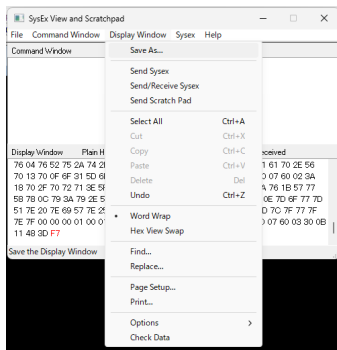 SysEx View and Scratchpad
File Command Window Display Window Sysex Help
Command Window
Save As...
Send Sysex
Send/Receive Sysex
Send Scratch Pad
Select All Ctrl+A
Cut Ctrl+X
Copy Ctrl+C
Paste Ctrl+V
Delete Del
Undo Ctrl+Z
Word Wrap
Hex View Swap
Find...
Replace...
Page Setup...
Print...
Options
Check Data
Display Window Plain H eceived
76 04 76 52 75 2A 74 2 61 70 2E 56
70 13 70 0F 6F 31 5D 6 07 60 02 3A
18 70 2F 70 72 71 3E 5F 76 1B 57 77
58 78 0C 79 3A 79 2E 5 0E 7D 6F 77 7D
51 7E 20 7E 69 57 7E 2 7C 7F 77 7F
7E 7F 00 00 00 01 00 0 07 60 03 30 0B
11 4B 3D F7
Save the Display Window